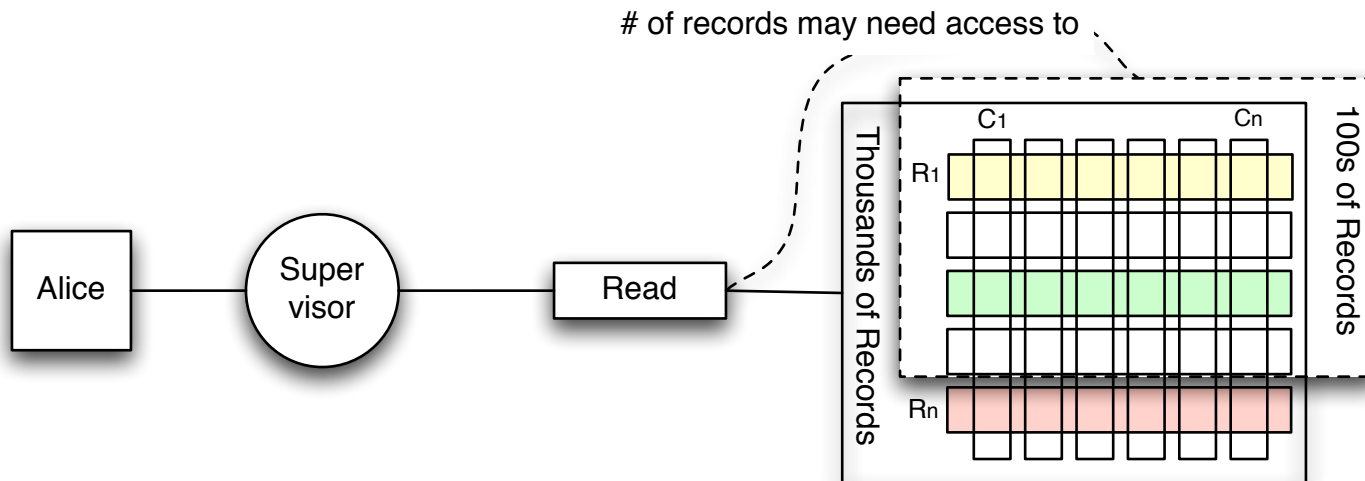 # of records may need access to
Alice
Super
visor
Read
Thousands of Records
C1
Cn
R1
Rn
100s of Records